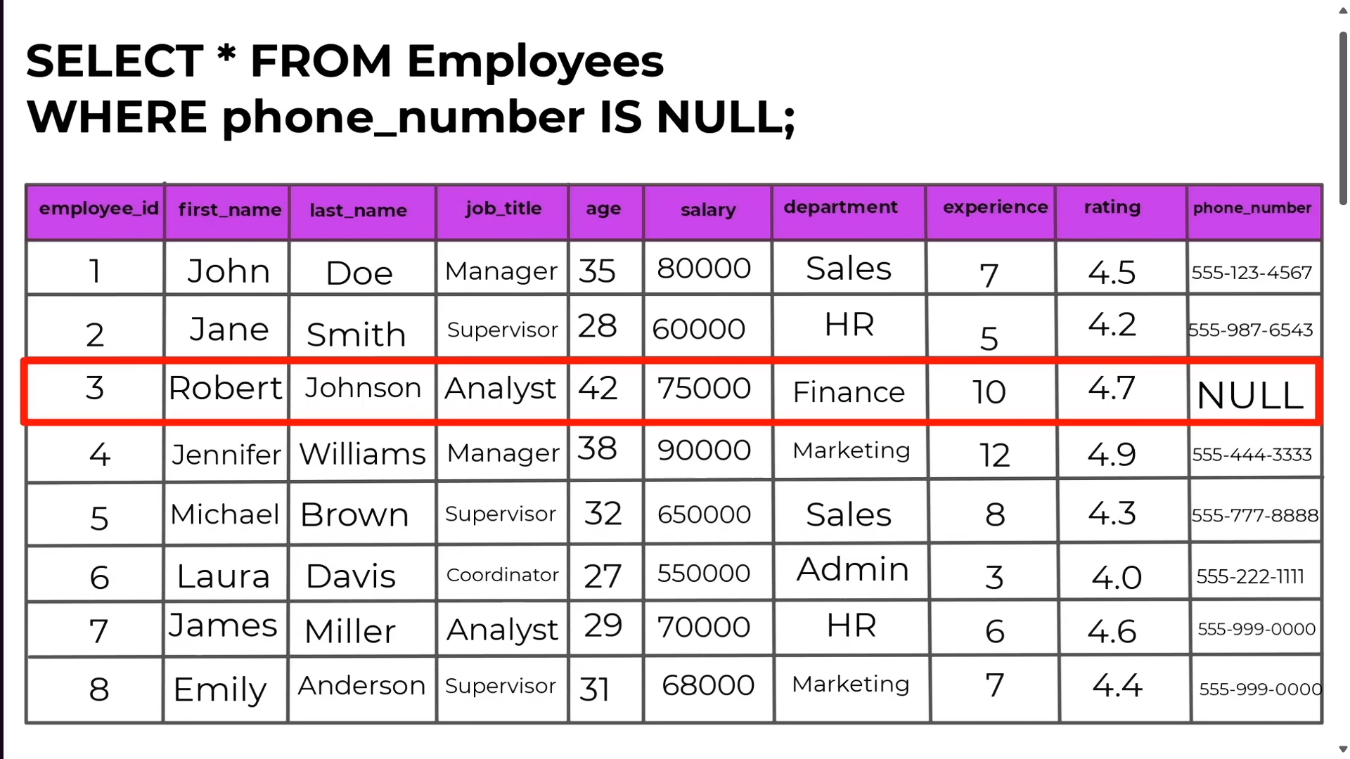 SELECT * FROM Employees
WHERE phone_number IS NULL;
employee_id first_name last_name job_title age salary department experience rating phone_number
1 John Doe Manager 35 80000 Sales 7 4.5 555-123-4567
2 Jane Smith Supervisor 28 60000 HR 5 4.2 555-987-6543
3 Robert Johnson Analyst 42 75000 Finance 10 4.7 NULL
4 Jennifer Williams Manager 38 90000 Marketing 12 4.9 555-444-3333
5 Michael Brown Supervisor 32 650000 Sales 8 4.3 555-777-8888
6 Laura Davis Coordinator 27 550000 Admin 3 4.0 555-222-1111
7 James Miller Analyst 29 70000 HR 6 4.6 555-999-0000
8 Emily Anderson Supervisor 31 68000 Marketing 7 4.4 555-999-0000